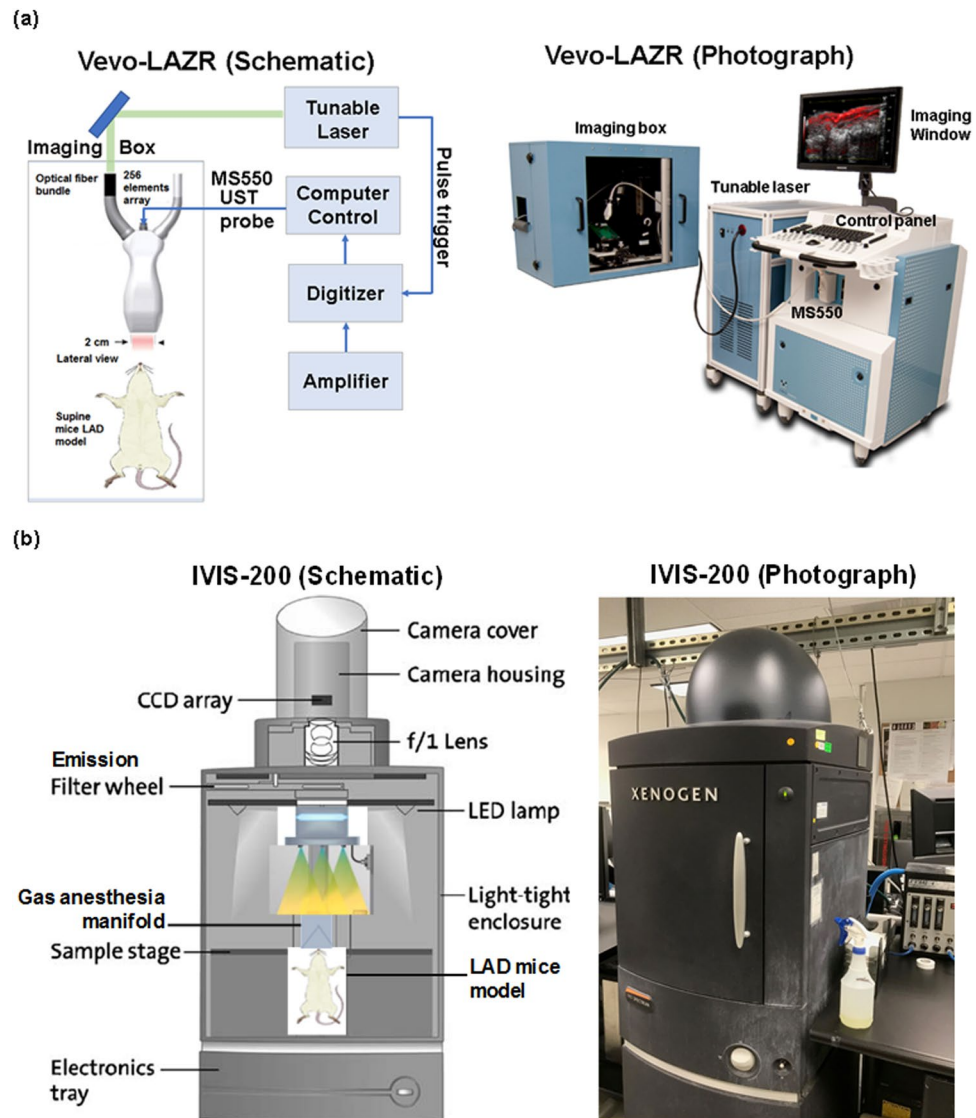 (a)
Vevo-LAZR (Schematic)
Tunable
Laser
Imaging Box
Optical fiber
bundle
256
elements
array
MS550
UST
probe
Computer
Control
Pulse trigger
Digitizer
2 cm
Lateral view
Amplifier
Supine
mice LAD
model
Vevo-LAZR (Photograph)
Imaging box
Imaging
Window
Tunable laser
Control panel
MS550
(b)
IVIS-200 (Schematic)
Camera cover
Camera housing
CCD array
f/1 Lens
Emission
Filter wheel
LED lamp
Gas anesthesia
manifold
Light-tight
enclosure
Sample stage
LAD mice
model
Electronics
tray
IVIS-200 (Photograph)
XENOGEN